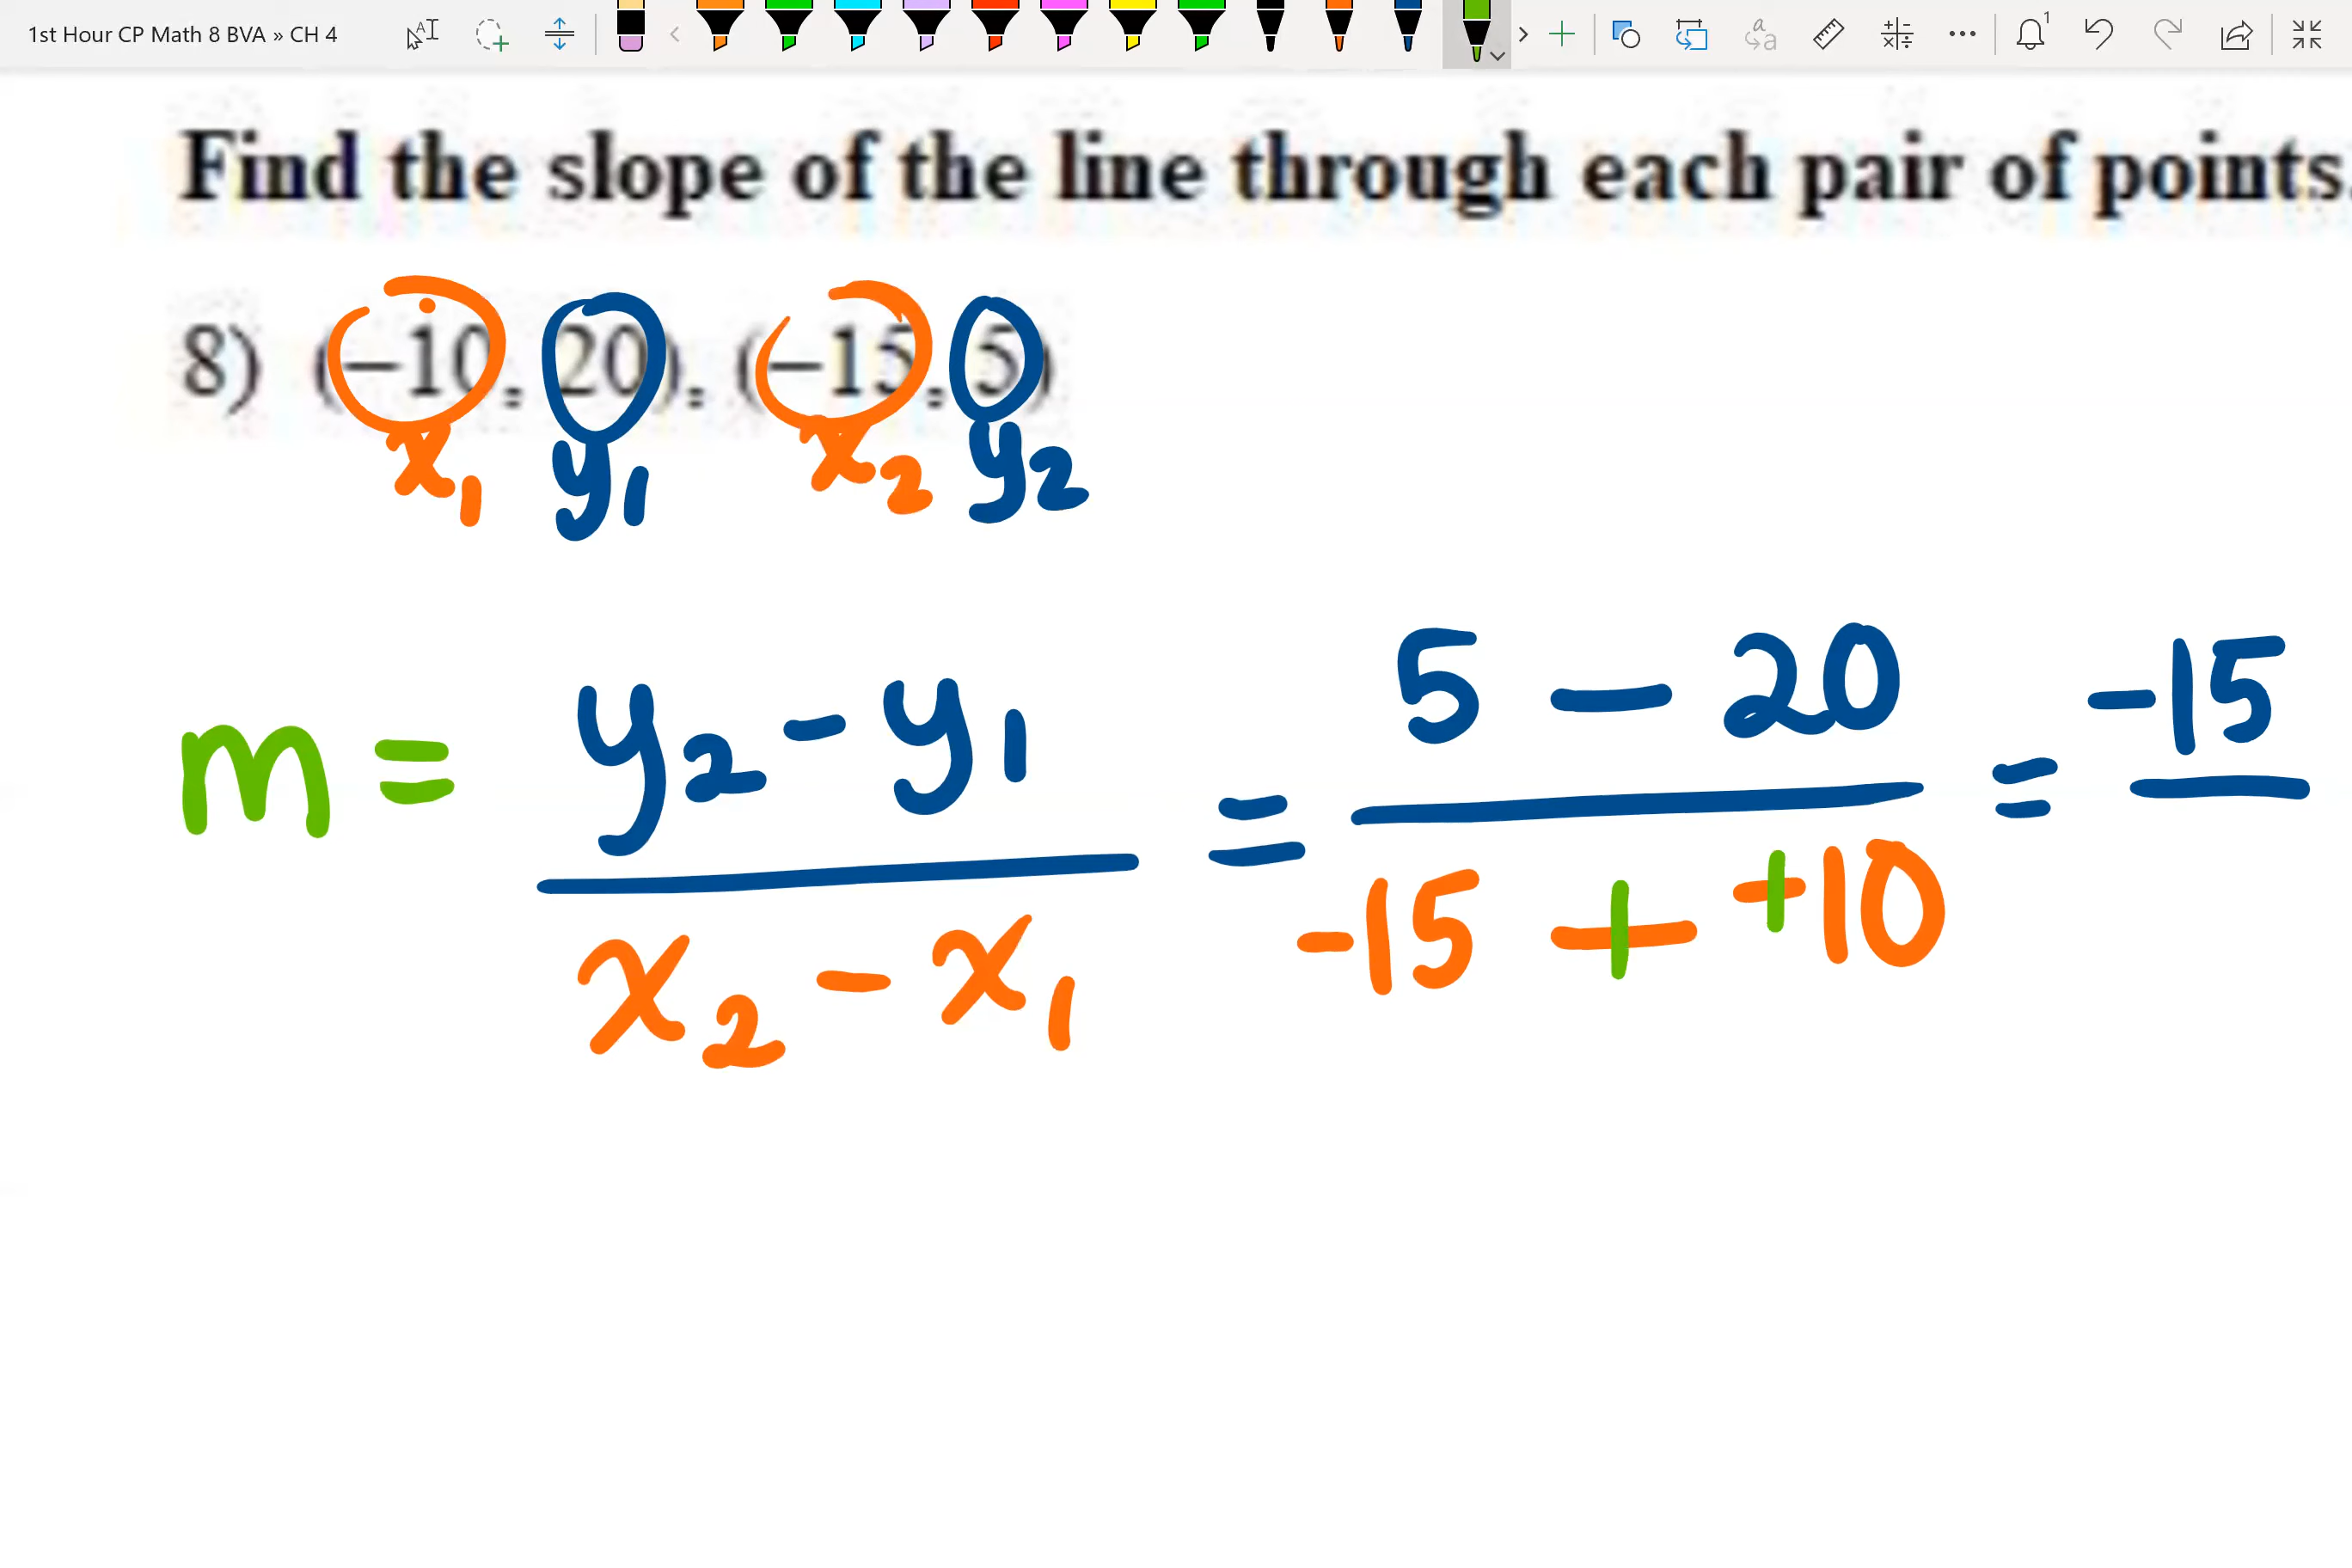 1st Hour CP Math 8 BVA » CH 4
Find the slope of the line through each pair of points.
8) (−10, 20), (−15, 5)
x₁ y₁ x₂ y₂
m = y₂ - y₁ / x₂ - x₁ = 5 - 20 / -15 + +10 = -15